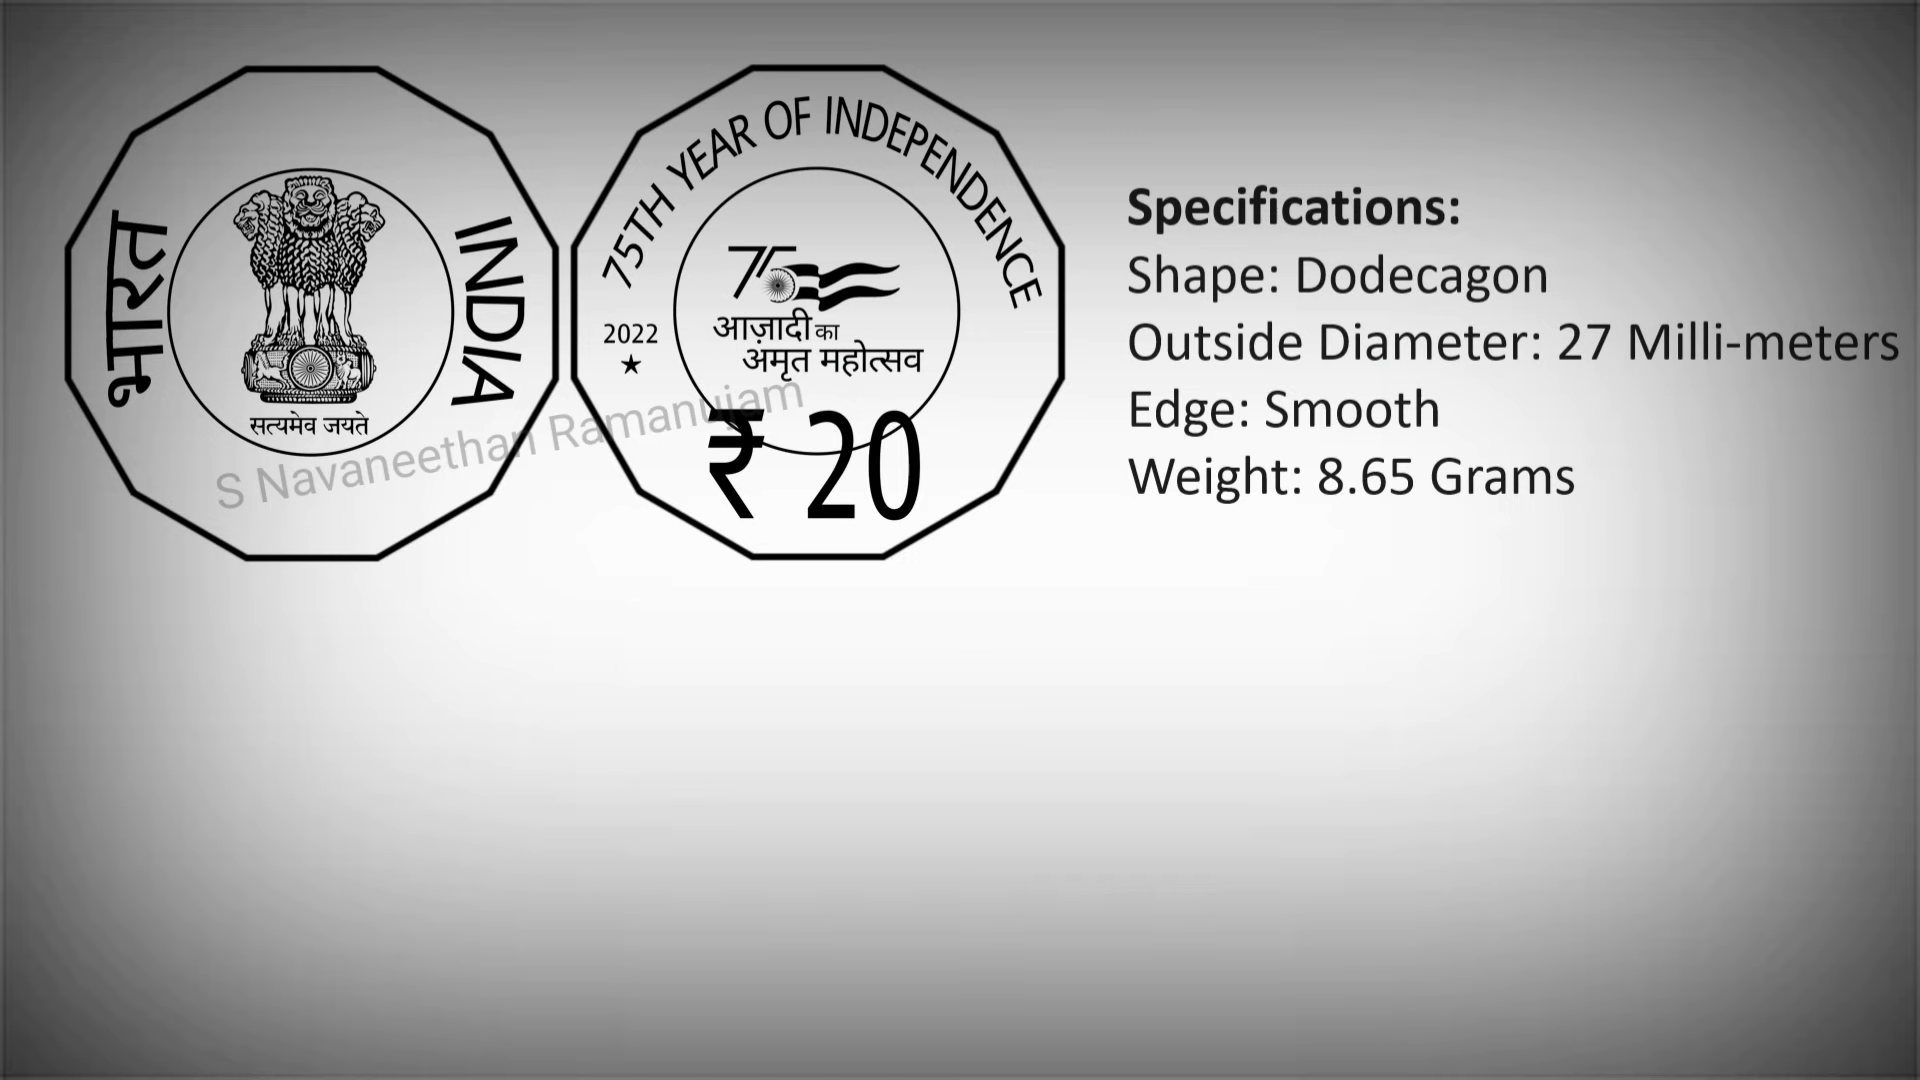 भारत
INDIA
सत्यमेव जयते
75TH YEAR OF INDEPENDENCE
75
2022
आज़ादी का
अमृत महोत्सव
₹ 20
S Navaneethan Ramanujam
Specifications:
Shape: Dodecagon
Outside Diameter: 27 Milli-meters
Edge: Smooth
Weight: 8.65 Grams